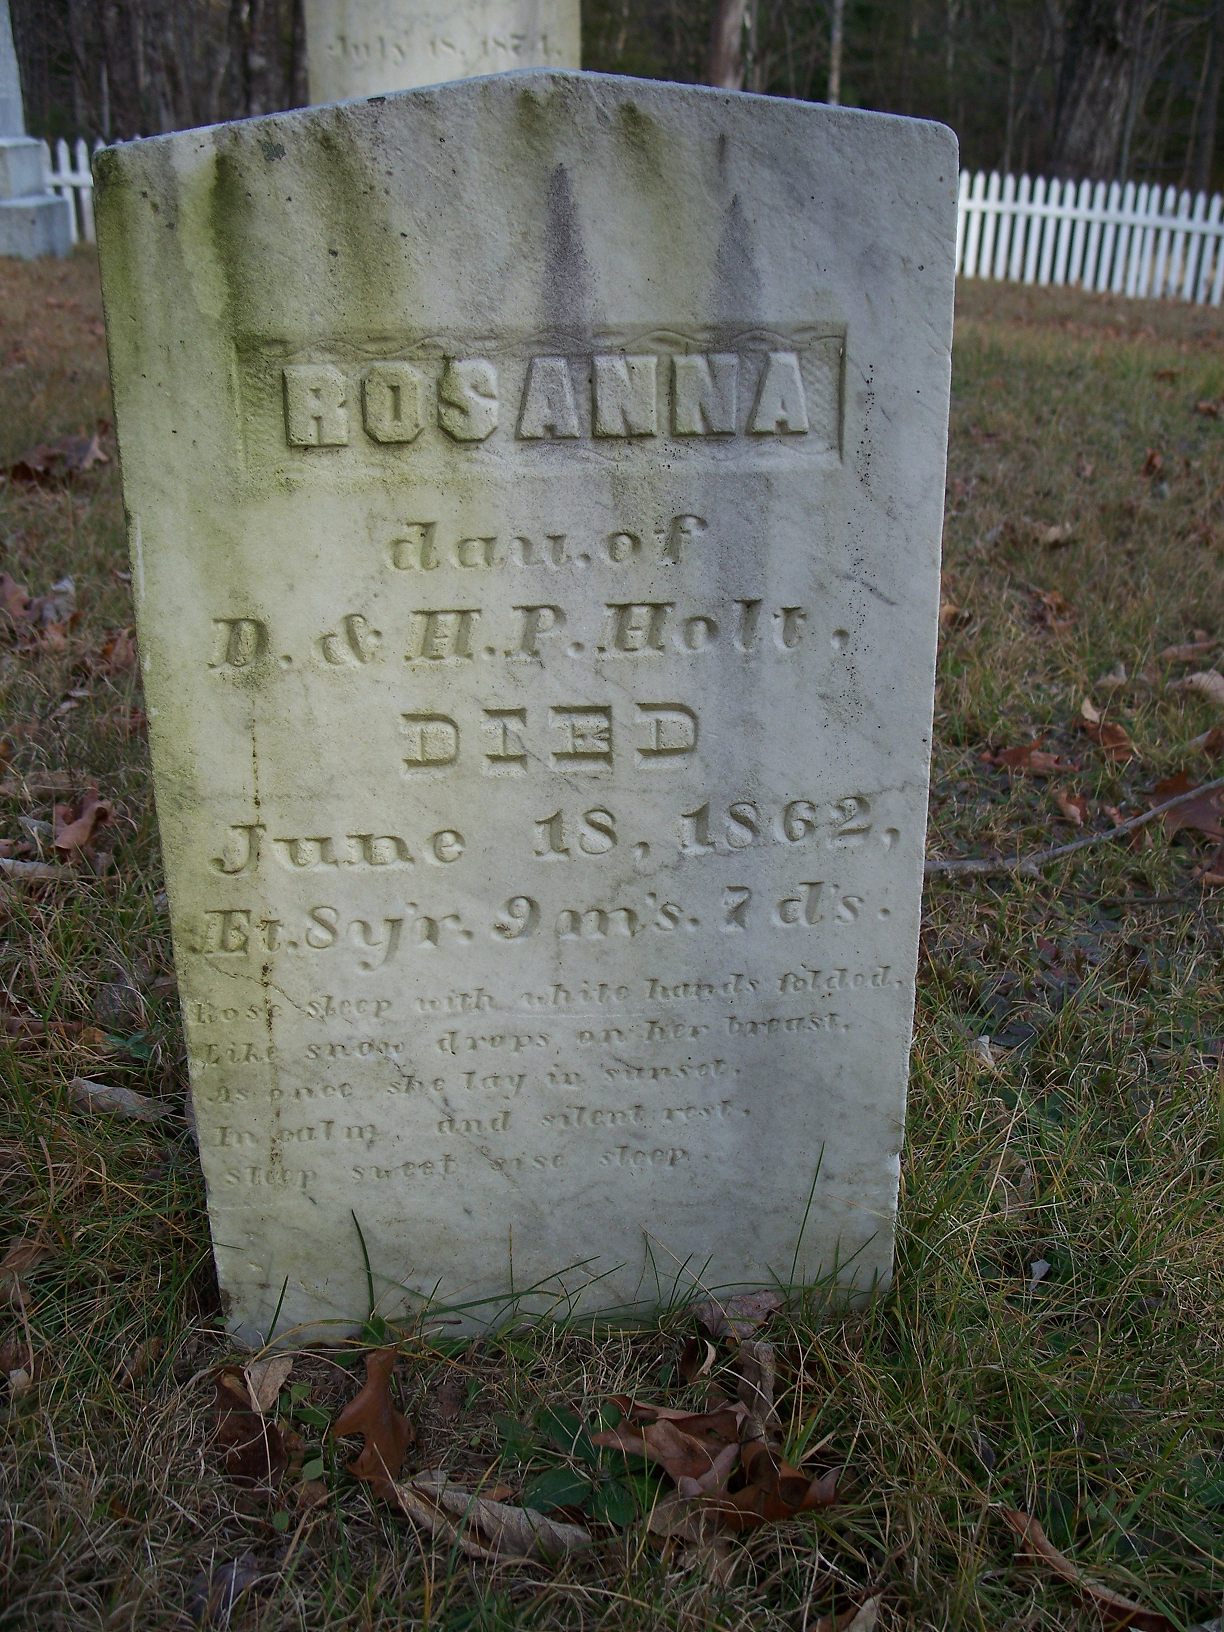 July 18, 1874.
ROSANNA
dau. of
D. & H. P. Holt.
DIED
June 18, 1862,
Æt. 8 y'r. 9 m's. 7 d's.
Rose sleep with white hands folded,
Like snow drops, on her breast,
As once she lay in sunset,
In calm, and silent rest,
sleep sweet sise sleep.